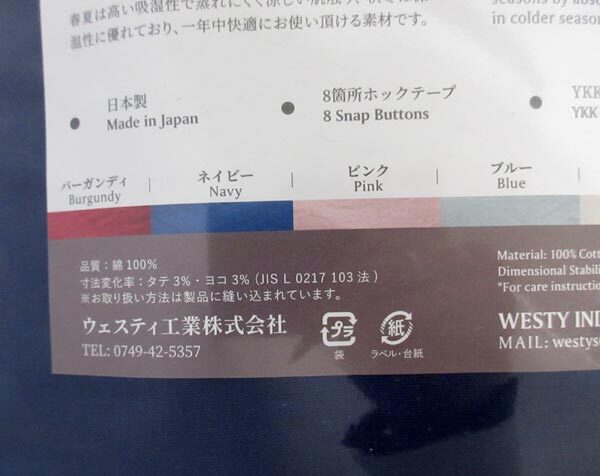 春夏は高い吸湿性で蒸れにくく涼しい肌触り、秋冬は保
温性に優れており、一年中快適にお使い頂ける素材です。
seasons by abso
in colder season
● 日本製
Made in Japan
● 8箇所ホックテープ
8 Snap Buttons
● YKK
YKK
バーガンディ | ネイビー | ピンク | ブルー |
Burgundy Navy Pink Blue
品質:綿100%
寸法変化率:タテ3%・ヨコ3%(JIS L 0217 103 法)
※お取り扱い方法は製品に縫い込まれています。
ウェスティ工業株式会社
TEL: 0749-42-5357
プラ
袋
紙
ラベル・台紙
Material: 100% Cott
Dimensional Stabili
*For care instructio
WESTY IND
MAIL: westys